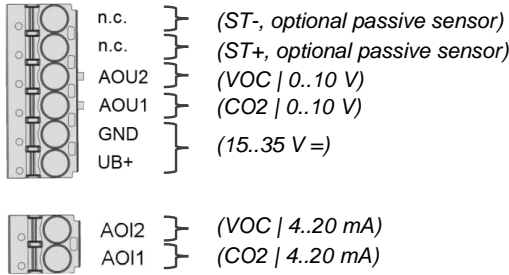 n.c. (ST-, optional passive sensor)
n.c. (ST+, optional passive sensor)
AOU2 (VOC | 0..10 V)
AOU1 (CO2 | 0..10 V)
GND
(15..35 V =)
UB+
AOI2 (VOC | 4..20 mA)
AOI1 (CO2 | 4..20 mA)